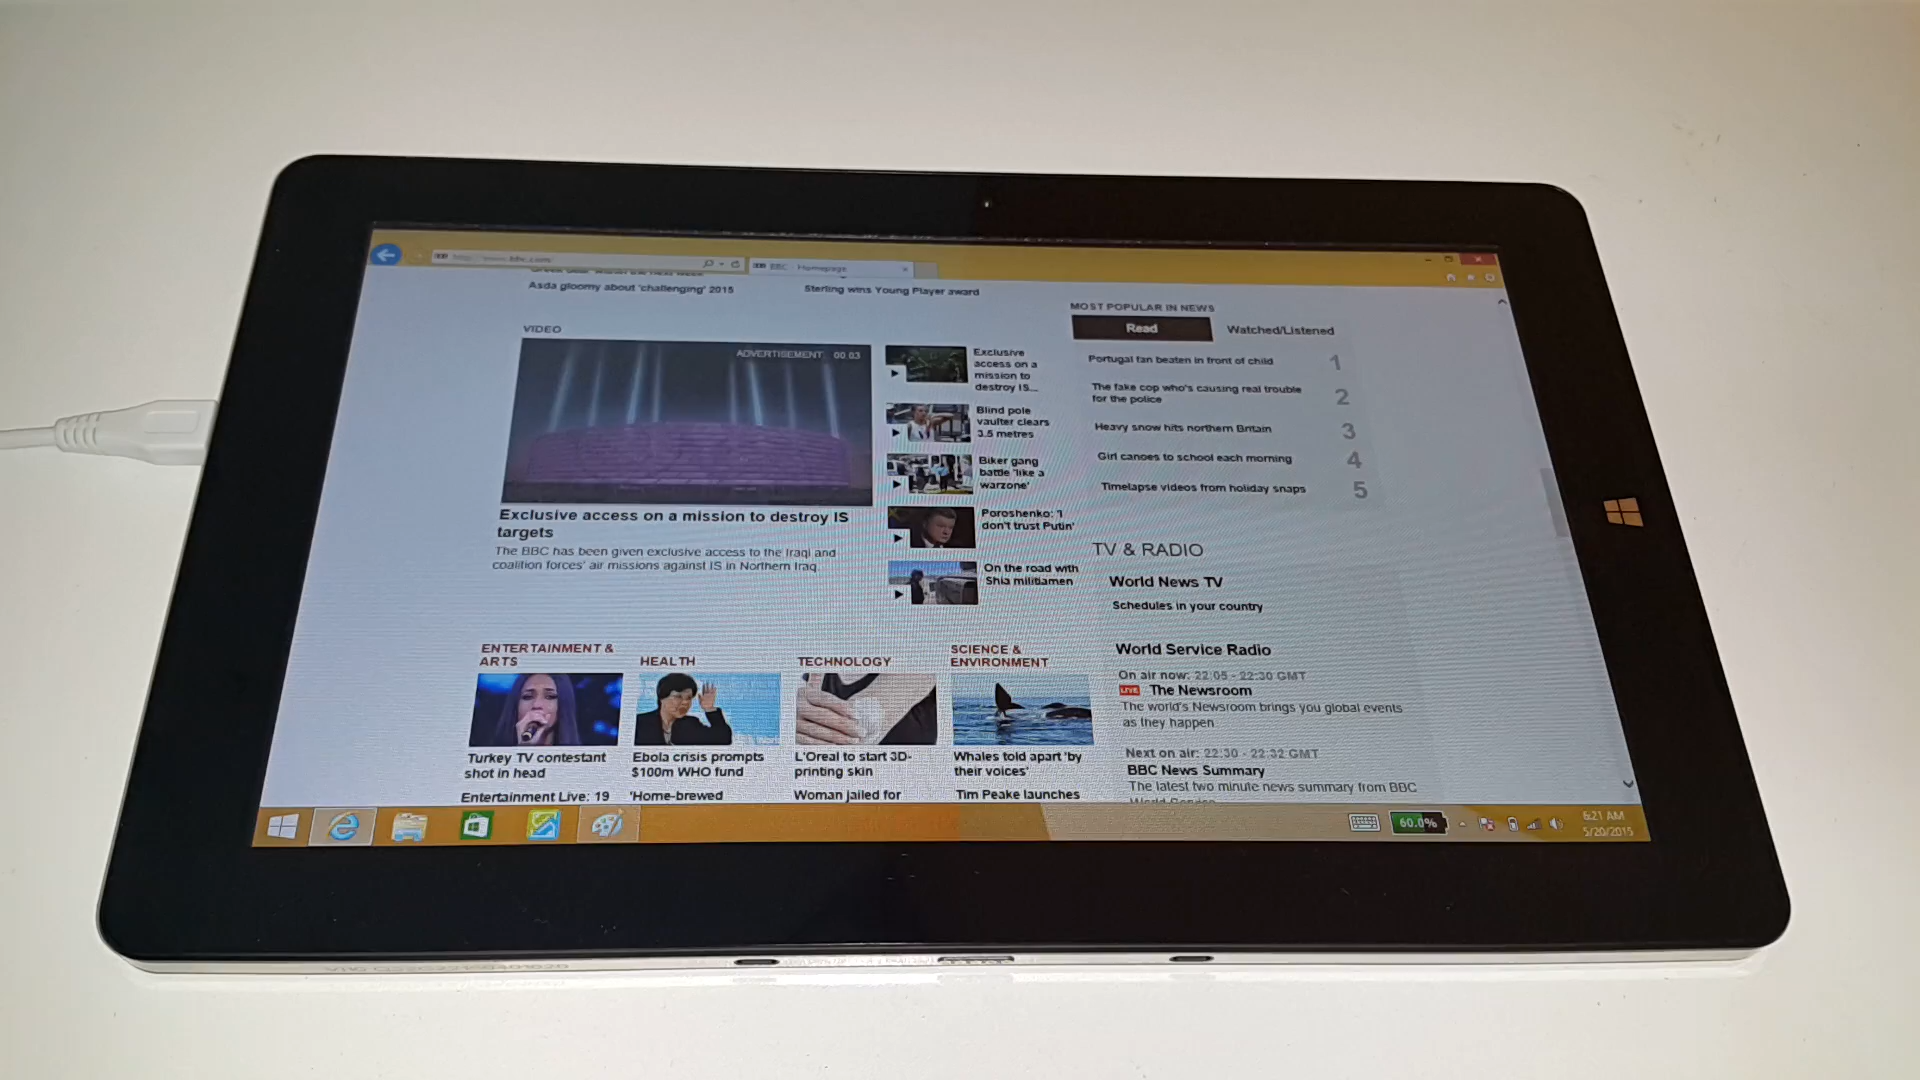 http://www.bbc.com/
BBC - Homepage
Asda gloomy about 'challenging' 2015
Sterling wins Young Player award
VIDEO
ADVERTISEMENT 00:03
Exclusive access on a mission to destroy IS
targets
The BBC has been given exclusive access to the Iraqi and
coalition forces' air missions against IS in Northern Iraq
Exclusive
access on a
mission to
destroy IS...
Blind pole
vaulter clears
3.5 metres
Biker gang
battle 'like a
warzone'
Poroshenko: 'I
don't trust Putin'
On the road with
Shia militiamen
MOST POPULAR IN NEWS
Read
Watched/Listened
Portugal fan beaten in front of child 1
The fake cop who's causing real trouble
for the police 2
Heavy snow hits northern Britain 3
Girl canoes to school each morning 4
Timelapse videos from holiday snaps 5
TV & RADIO
World News TV
Schedules in your country
World Service Radio
On air now: 22:05 - 22:30 GMT
LIVE The Newsroom
The world's Newsroom brings you global events
as they happen
Next on air: 22:30 - 22:32 GMT
BBC News Summary
The latest two minute news summary from BBC
World Service
ENTERTAINMENT &
ARTS
Turkey TV contestant
shot in head
Entertainment Live: 19
HEALTH
Ebola crisis prompts
$100m WHO fund
'Home-brewed
TECHNOLOGY
L'Oreal to start 3D-
printing skin
Woman jailed for
SCIENCE &
ENVIRONMENT
Whales told apart 'by
their voices'
Tim Peake launches
60.0%
6:21 AM
5/20/2015